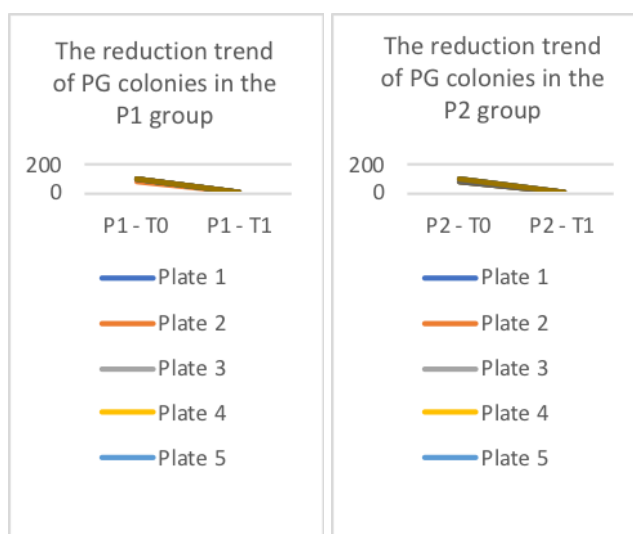 The reduction trend
of PG colonies in the
P1 group
200
0
P1 - T0
P1 - T1
Plate 1
Plate 2
Plate 3
Plate 4
Plate 5
The reduction trend
of PG colonies in the
P2 group
200
0
P2 - T0
P2 - T1
Plate 1
Plate 2
Plate 3
Plate 4
Plate 5